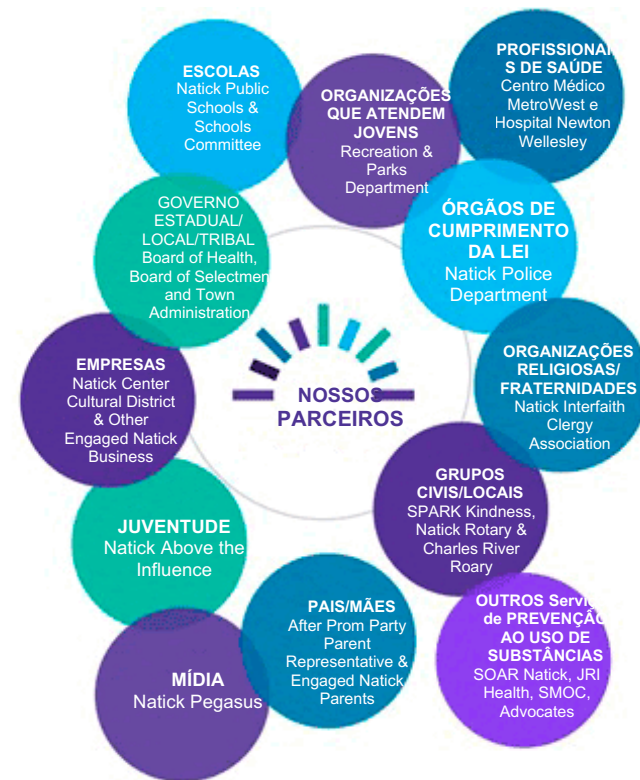 ESCOLAS
Natick Public
Schools &
Schools
Committee
ORGANIZAÇÕES
QUE ATENDEM
JOVENS
Recreation &
Parks
Department
PROFISSIONAI
S DE SAÚDE
Centro Médico
MetroWest e
Hospital Newton
Wellesley
GOVERNO
ESTADUAL/
LOCAL/TRIBAL
Board of Health,
Board of Selectmen
and Town
Administration
ÓRGÃOS DE
CUMPRIMENTO
DA LEI
Natick Police
Department
EMPRESAS
Natick Center
Cultural District
& Other
Engaged Natick
Business
NOSSOS
PARCEIROS
ORGANIZAÇÕES
RELIGIOSAS/
FRATERNIDADES
Natick Interfaith
Clergy
Association
GRUPOS
CIVIS/LOCAIS
SPARK Kindness,
Natick Rotary &
Charles River
Roary
JUVENTUDE
Natick Above the
Influence
PAIS/MÃES
After Prom Party
Parent
Representative &
Engaged Natick
Parents
OUTROS Serviç
de PREVENÇÃO
AO USO DE
SUBSTÂNCIAS
SOAR Natick, JRI
Health, SMOC,
Advocates
MÍDIA
Natick Pegasus